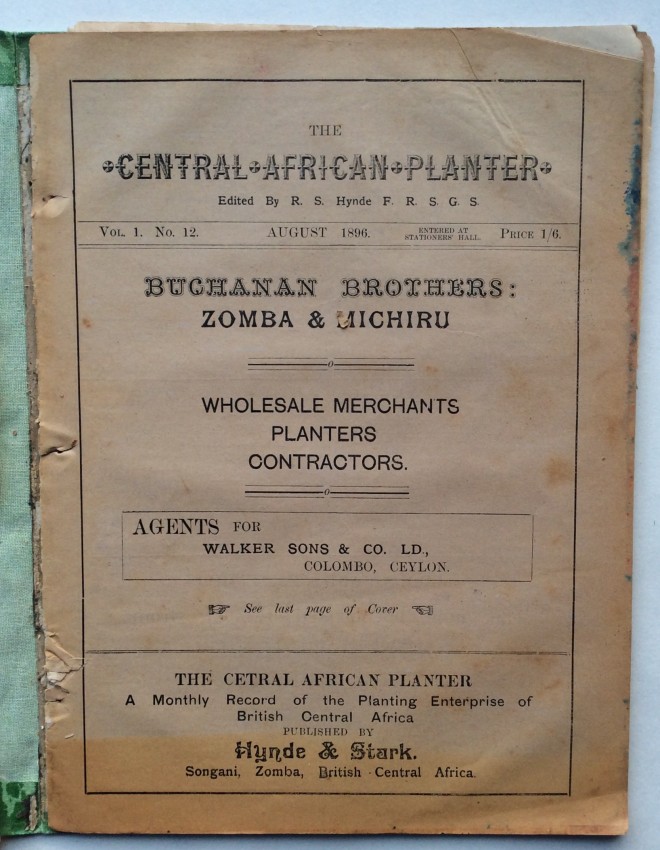 THE
CENTRAL AFRICAN PLANTER
Edited By R. S. Hynde F. R. S. G. S.
VOL. 1. No. 12. AUGUST 1896. ENTERED AT STATIONERS' HALL. PRICE 1/6.
BUCHANAN BROTHERS:
ZOMBA & MICHIRU
o
WHOLESALE MERCHANTS
PLANTERS
CONTRACTORS.
o
AGENTS FOR
WALKER SONS & CO. LD.,
COLOMBO, CEYLON.
☞ See last page of Cover ☜
THE CETRAL AFRICAN PLANTER
A Monthly Record of the Planting Enterprise of
British Central Africa
PUBLISHED BY
Hynde & Stark.
Songani, Zomba, British Central Africa.